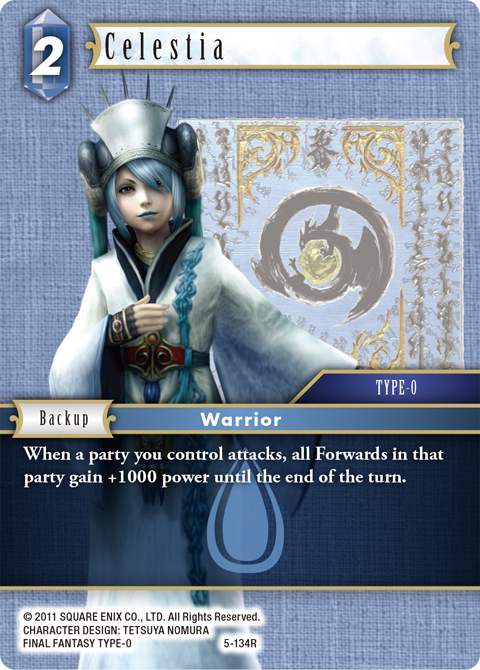 2
Celestia
TYPE-0
Backup
Warrior
When a party you control attacks, all Forwards in that
party gain +1000 power until the end of the turn.
© 2011 SQUARE ENIX CO., LTD. All Rights Reserved.
CHARACTER DESIGN: TETSUYA NOMURA
FINAL FANTASY TYPE-0
5-134R